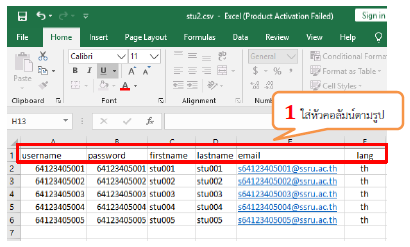 stu2.csv - Excel (Product Activation Failed) Sign in
File Home Insert Page Layout Formulas Data Review View Help
Paste Calibri 11 General Conditional Format
B I U A A $ % Format as Table
Cell Styles
Clipboard Font Alignment Num
1 ใส่หัวคอลัมน์ตามรูป
H13 fx
A B C D E F
1 username password firstname lastname email lang
2 64123405001 64123405001 stu001 stu001 s64123405001@ssru.ac.th th
3 64123405002 64123405002 stu002 stu002 s64123405002@ssru.ac.th th
4 64123405003 64123405003 stu003 stu003 s64123405003@ssru.ac.th th
5 64123405004 64123405004 stu004 stu004 s64123405004@ssru.ac.th th
6 64123405005 64123405005 stu005 stu005 s64123405005@ssru.ac.th th
7